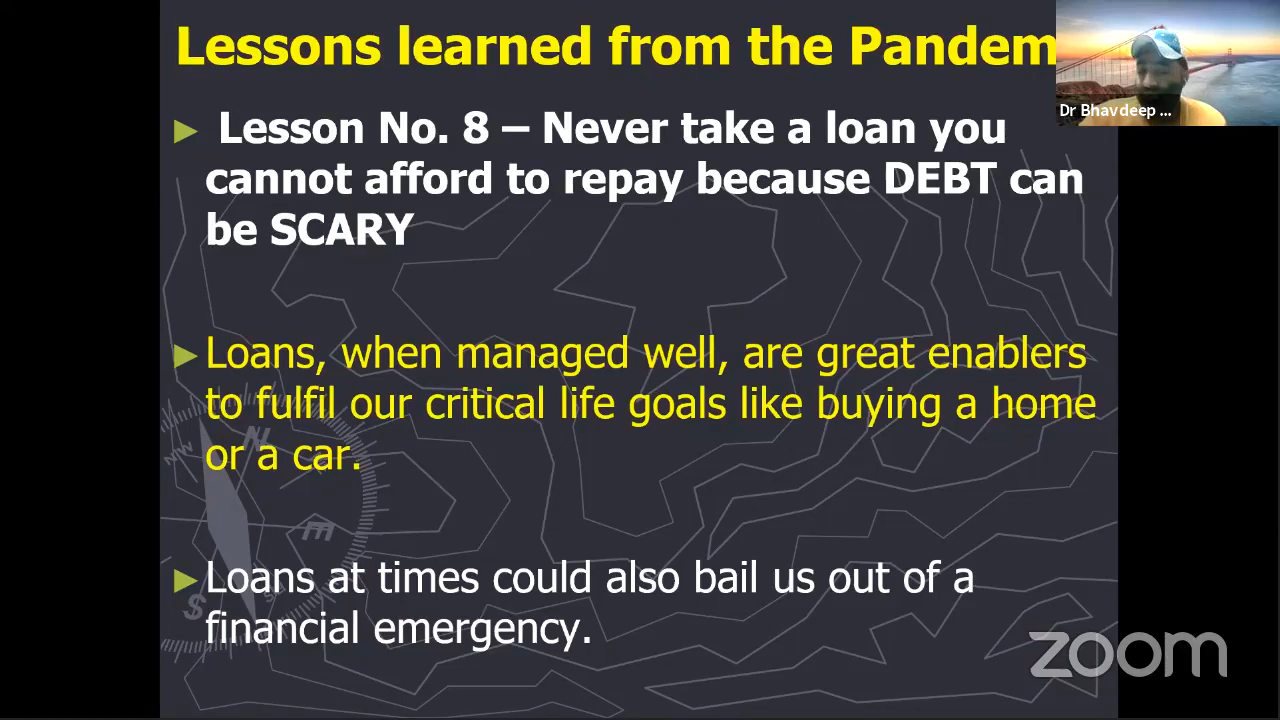 Lessons learned from the Pandem
Dr Bhavdeep ...
► Lesson No. 8 – Never take a loan you
cannot afford to repay because DEBT can
be SCARY
►Loans, when managed well, are great enablers
to fulfil our critical life goals like buying a home
or a car.
►Loans at times could also bail us out of a
financial emergency.
N
NW
E
S
zoom